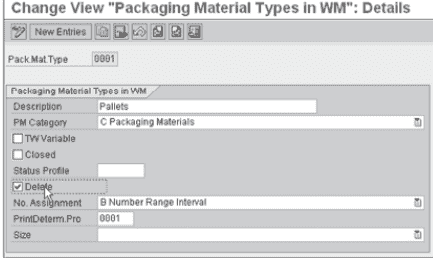 Change View "Packaging Material Types in WM": Details
New Entries
Pack.Mat.Type 0001
Packaging Material Types in WM
Description Pallets
PM Category C Packaging Materials
TW Variable
Closed
Status Profile
Delete
No. Assignment B Number Range Interval
PrintDeterm.Pro 0001
Size